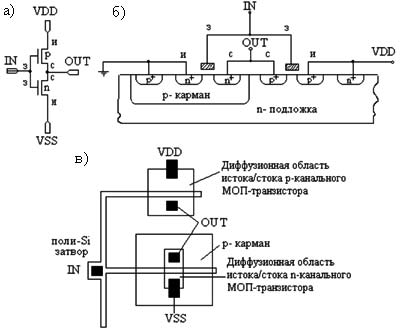 а)
VDD
и
p
з
с
IN
OUT
з
с
n
и
VSS
б)
IN
з
OUT
з
и
с
с
и
VDD
p+
n+
n+
p+
p+
n+
p- карман
n- подложка
в)
VDD
Диффузионная область
истока/стока p-канального
МОП-транзистора
OUT
поли-Si
затвор
IN
p- карман
Диффузионная область
истока/стока n-канального
МОП-транзистора
VSS